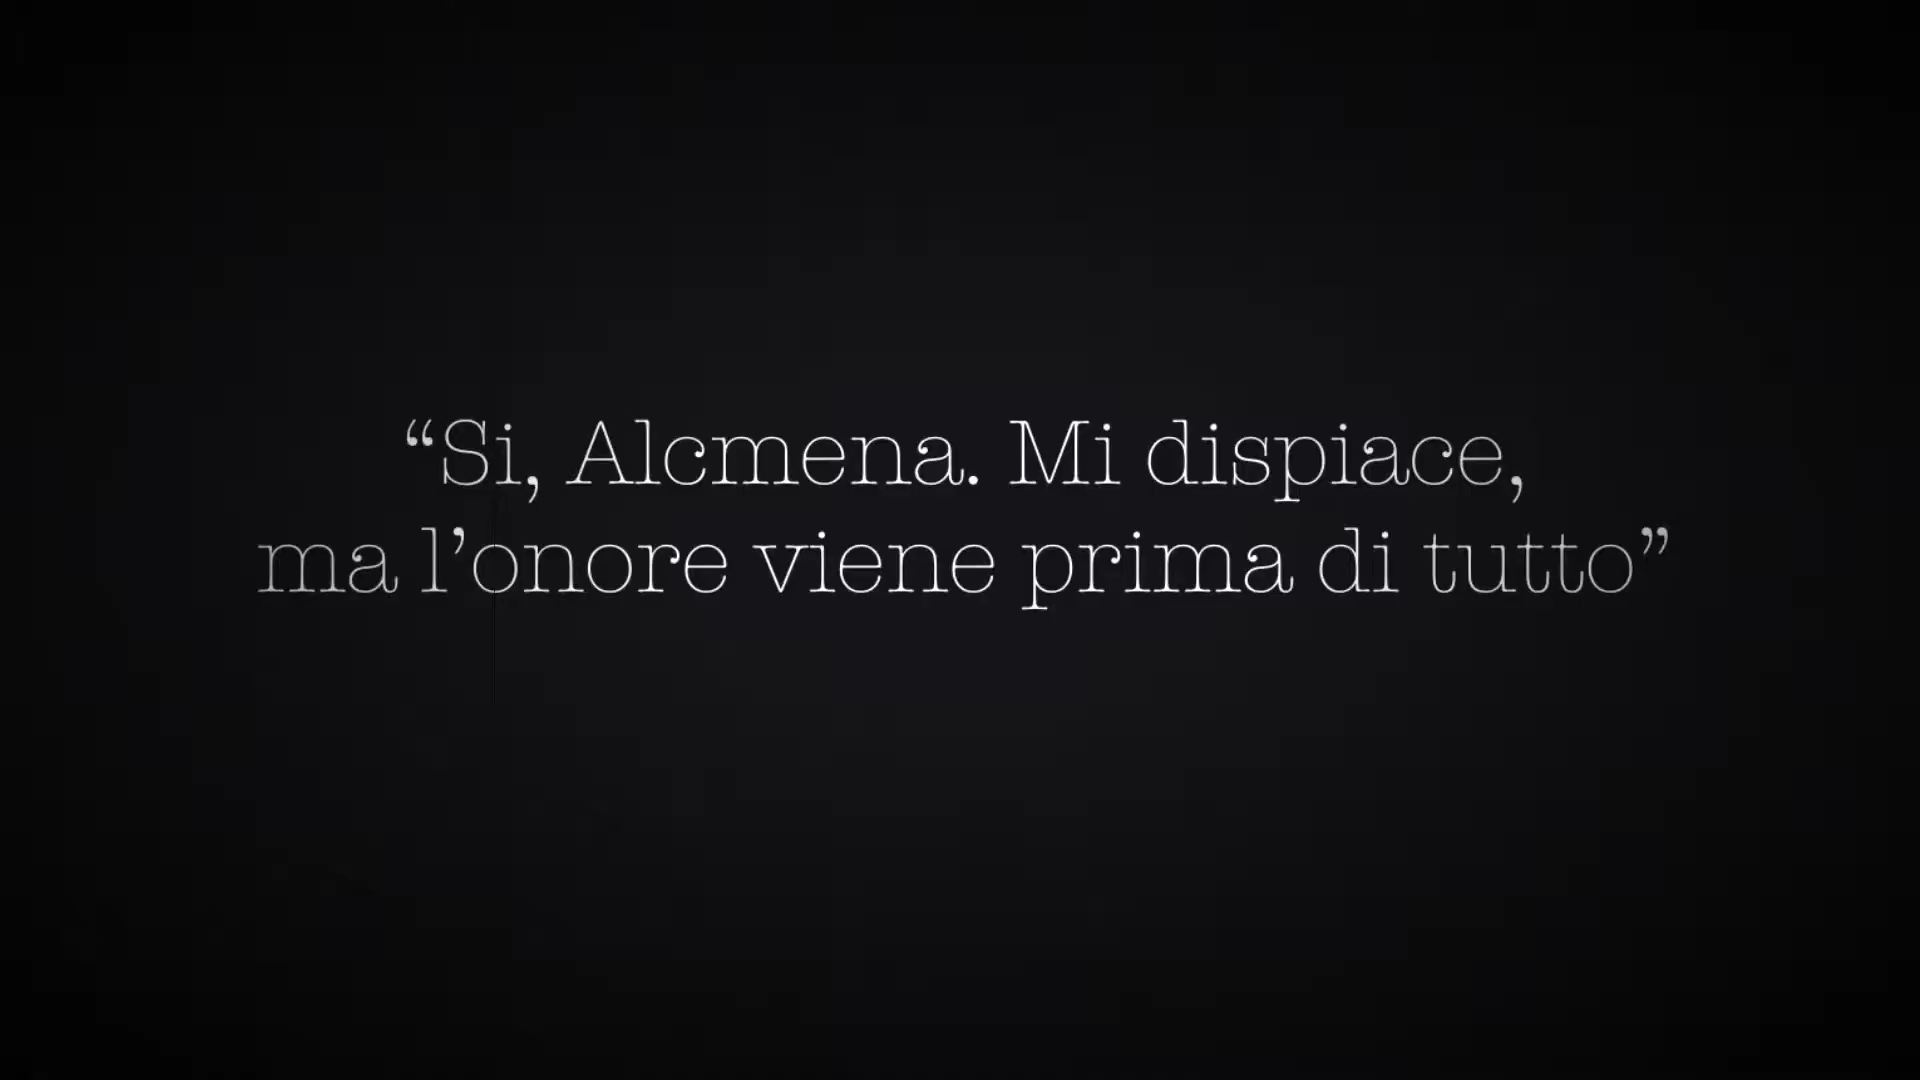 “Si, Alcmena. Mi dispiace,
ma l’onore viene prima di tutto”